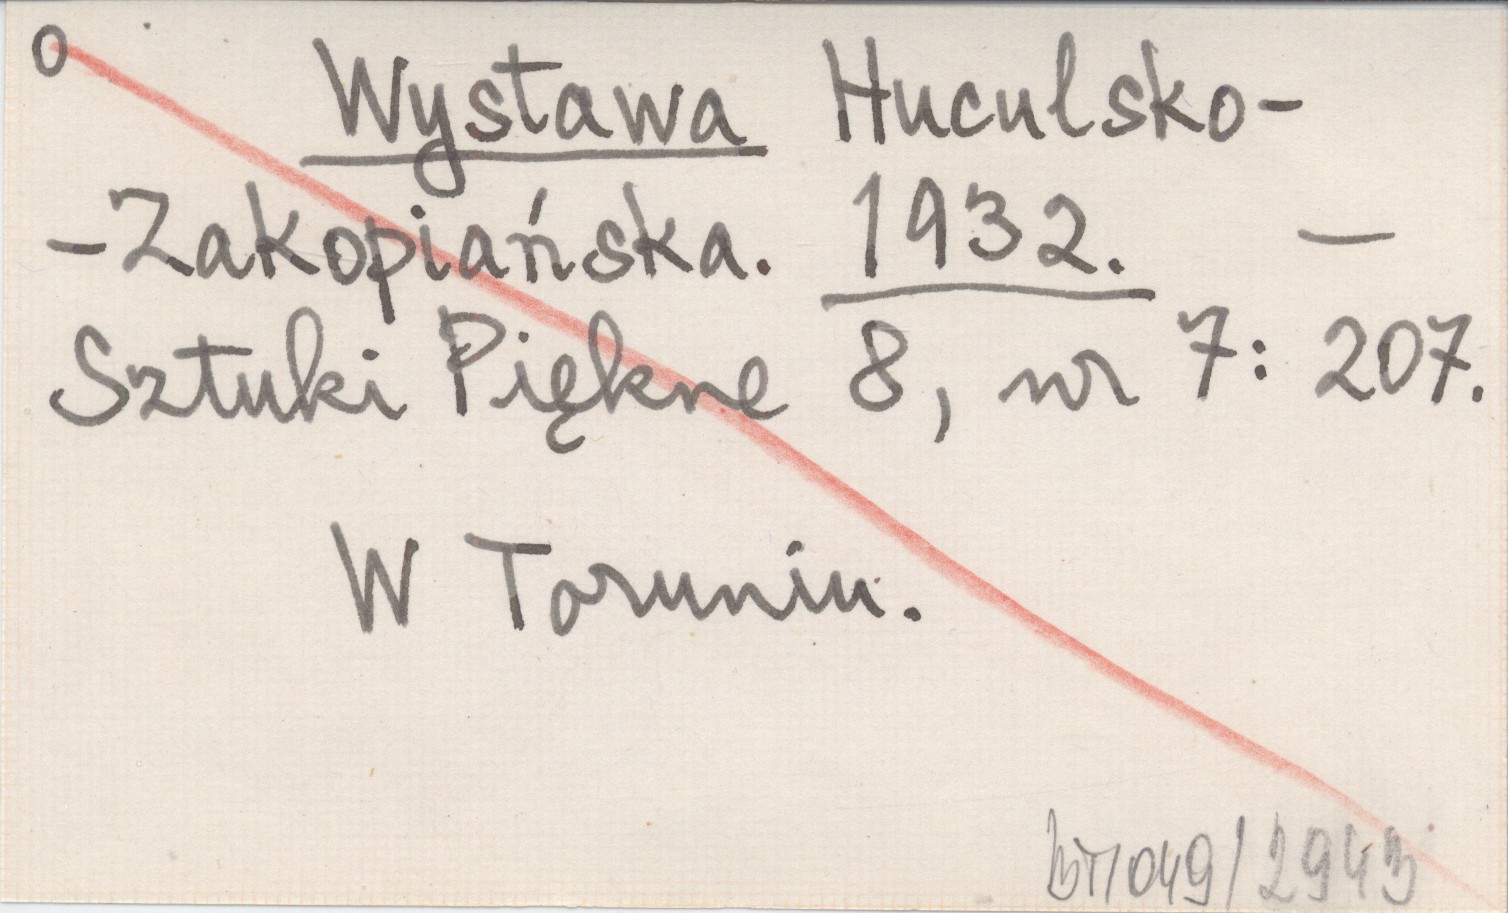 O
Wystawa Huculsko-
-Zakopiańska. 1932. —
Sztuki Piękne 8, nr 7: 207.
W Toruniu.
BT/049/2943